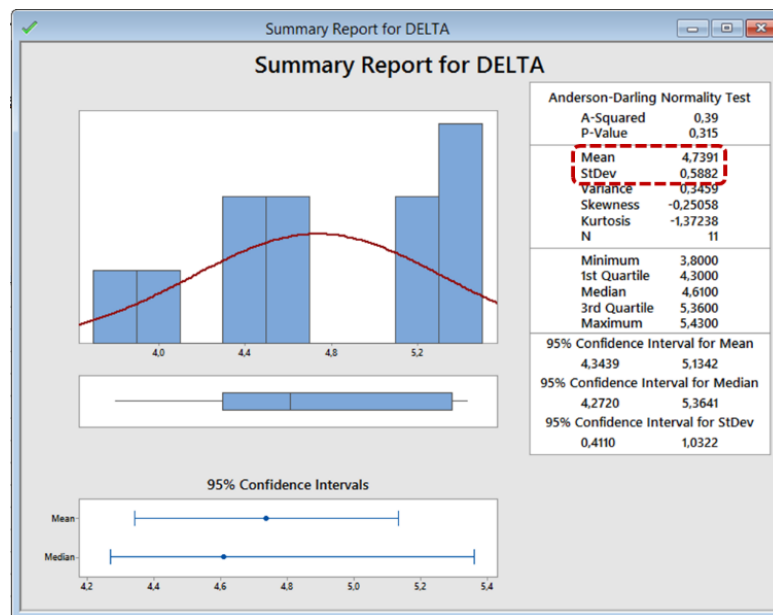 Summary Report for DELTA
Summary Report for DELTA
Anderson-Darling Normality Test
A-Squared 0,39
P-Value 0,315
Mean 4,7391
StDev 0,5882
Variance 0,3459
Skewness -0,25058
Kurtosis -1,37238
N 11
Minimum 3,8000
1st Quartile 4,3000
Median 4,6100
3rd Quartile 5,3600
Maximum 5,4300
95% Confidence Interval for Mean
4,3439 5,1342
95% Confidence Interval for Median
4,2720 5,3641
95% Confidence Interval for StDev
0,4110 1,0322
4,0 4,4 4,8 5,2
95% Confidence Intervals
Mean
Median
4,2 4,4 4,6 4,8 5,0 5,2 5,4